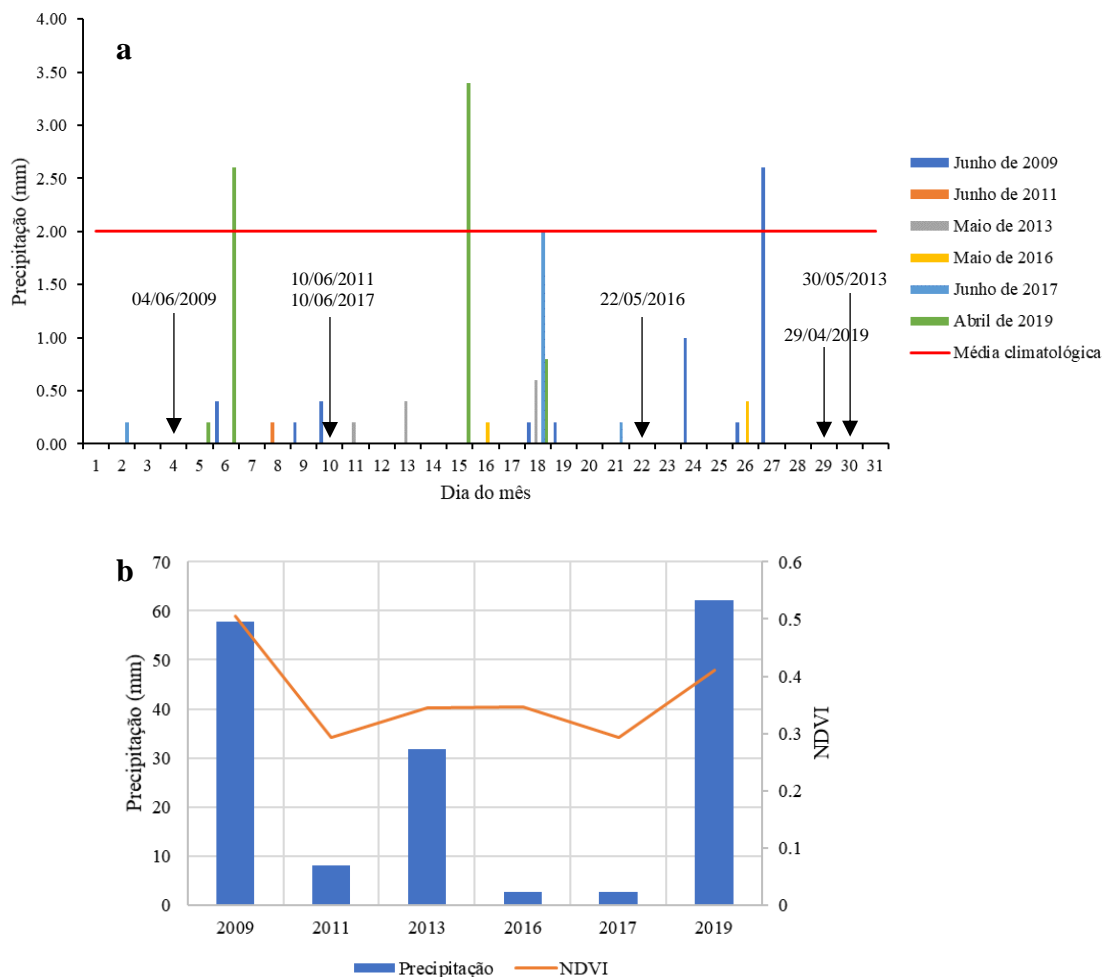 a
4.00
3.50
3.00
2.50
2.00
1.50
1.00
0.50
0.00
Precipitação (mm)
04/06/2009
10/06/2011
10/06/2017
22/05/2016
29/04/2019
30/05/2013
1 2 3 4 5 6 7 8 9 10 11 12 13 14 15 16 17 18 19 20 21 22 23 24 25 26 27 28 29 30 31
Dia do mês
Junho de 2009
Junho de 2011
Maio de 2013
Maio de 2016
Junho de 2017
Abril de 2019
Média climatológica
b
70
60
50
40
30
20
10
0
Precipitação (mm)
0.6
0.5
0.4
0.3
0.2
0.1
0
NDVI
2009 2011 2013 2016 2017 2019
Precipitação NDVI